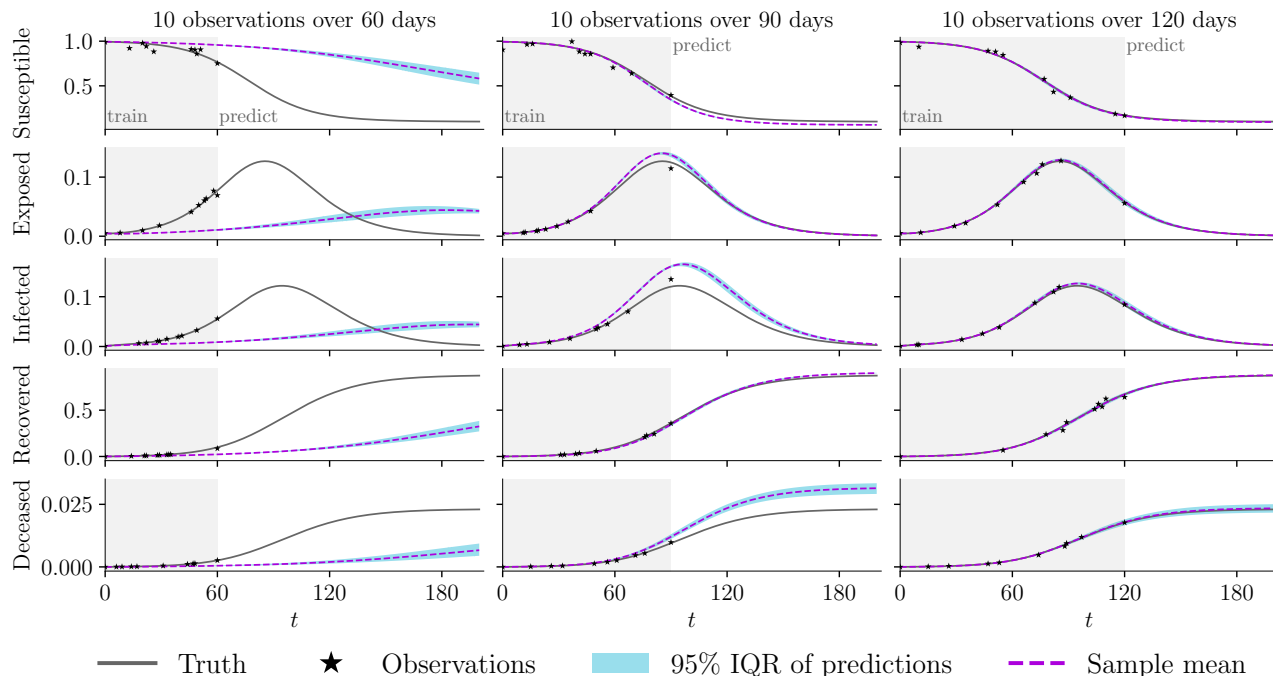 10 observations over 60 days
10 observations over 90 days
10 observations over 120 days
Susceptible
1.0
0.5
train
predict
train
predict
train
predict
Exposed
0.1
0.0
Infected
0.1
0.0
Recovered
0.5
0.0
Deceased
0.025
0.000
0 60 120 180
0 60 120 180
0 60 120 180
t
t
t
Truth
Observations
95% IQR of predictions
Sample mean